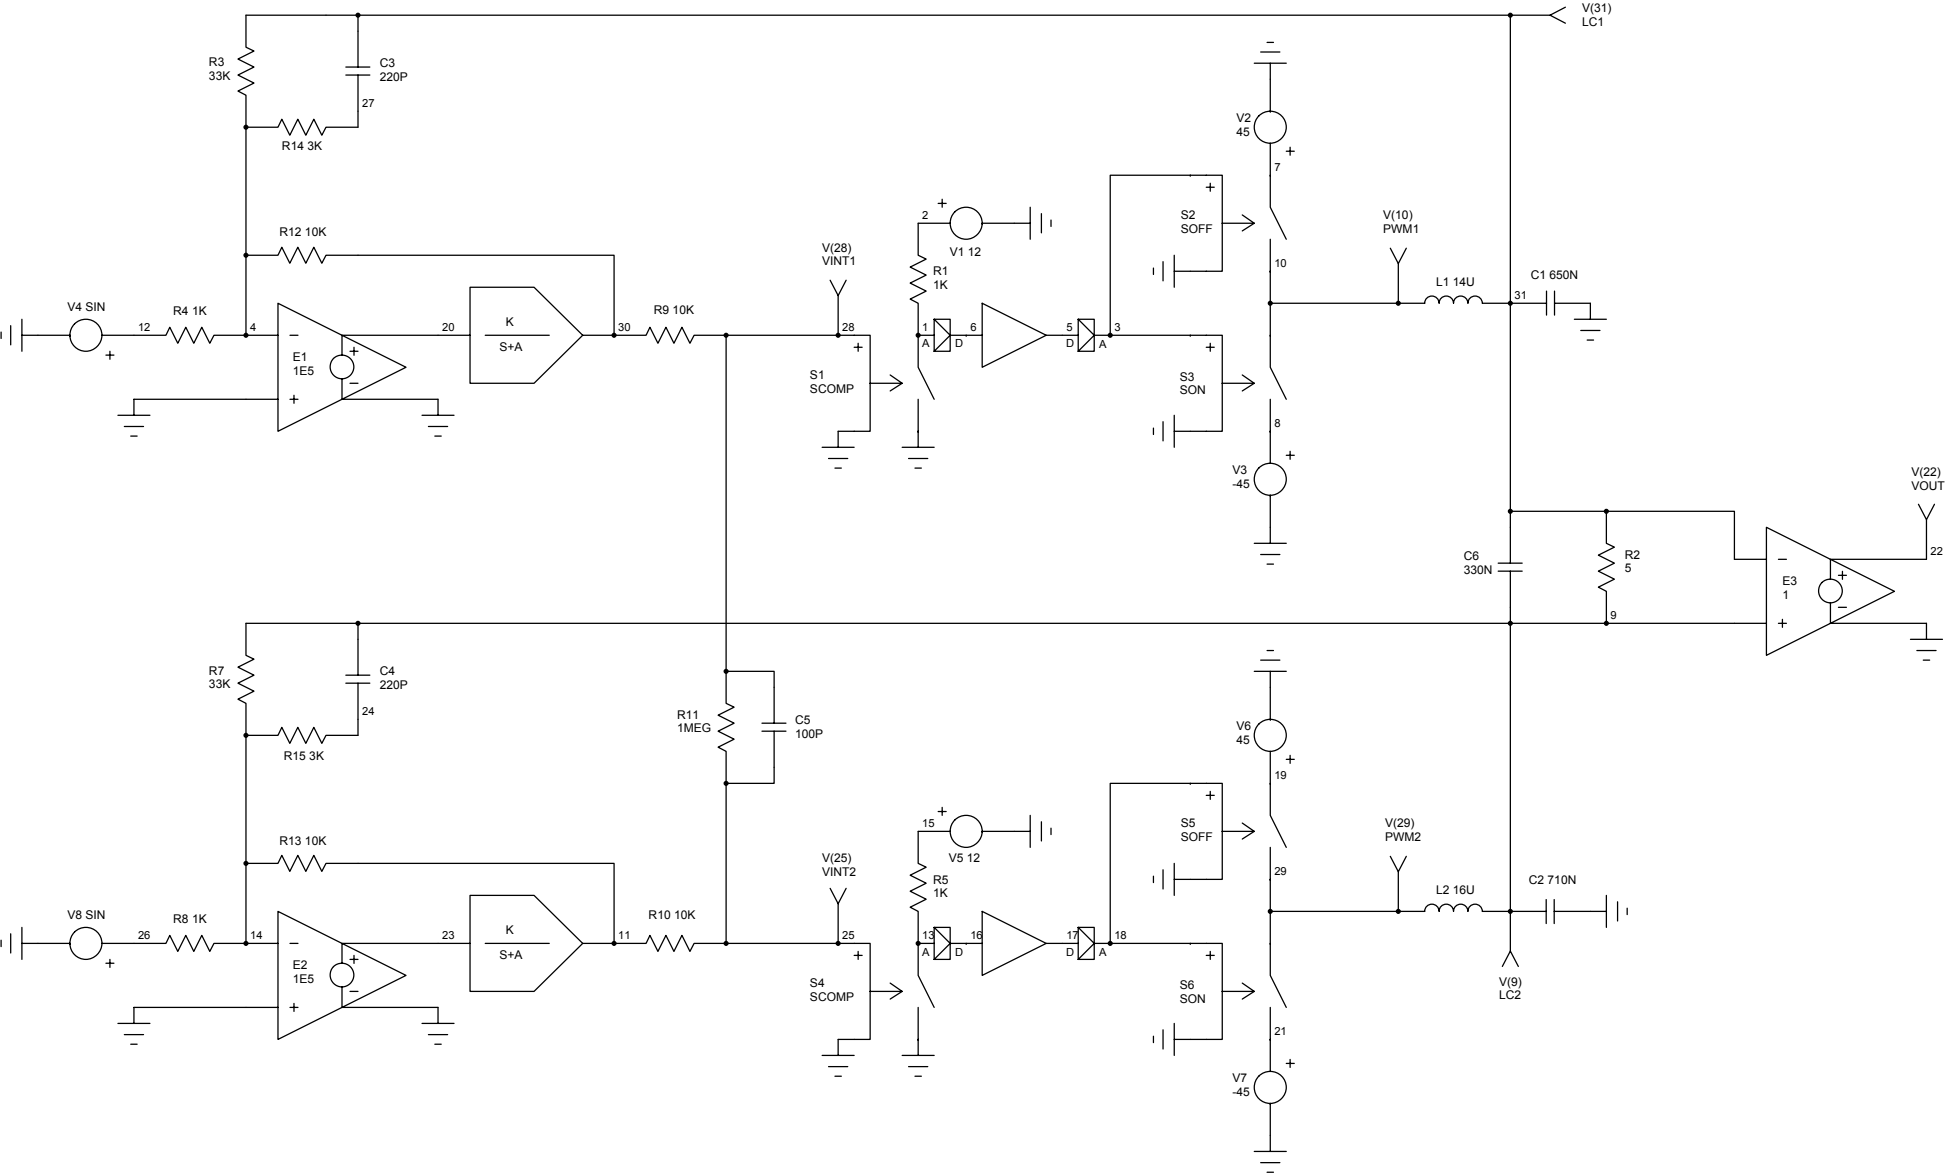 V(31)
LC1
R3
33K
C3
220P
27
R14 3K
V2
45
+
7
+
S2
SOFF
+
2
V1 12
R12 10K
V(28)
VINT1
R1
1K
V(10)
PWM1
10
L1 14U
C1 650N
31
V4 SIN
12
+
R4 1K
4
−
E1
1E5
+
−
+
20
K
S+A
30
R9 10K
28
+
S1
SCOMP
1
A
D
6
5
D
A
3
+
S3
SON
8
+
V3
-45
V(22)
VOUT
22
C6
330N
R2
5
−
E3
1
+
−
+
9
R7
33K
C4
220P
24
R15 3K
R11
1MEG
C5
100P
V6
45
+
19
+
S5
SOFF
+
15
V5 12
R13 10K
V(25)
VINT2
R5
1K
V(29)
PWM2
29
L2 16U
C2 710N
V8 SIN
26
+
R8 1K
14
−
E2
1E5
+
−
+
23
K
S+A
11
R10 10K
25
+
S4
SCOMP
13
A
D
16
17
D
A
18
+
S6
SON
V(9)
LC2
21
+
V7
-45